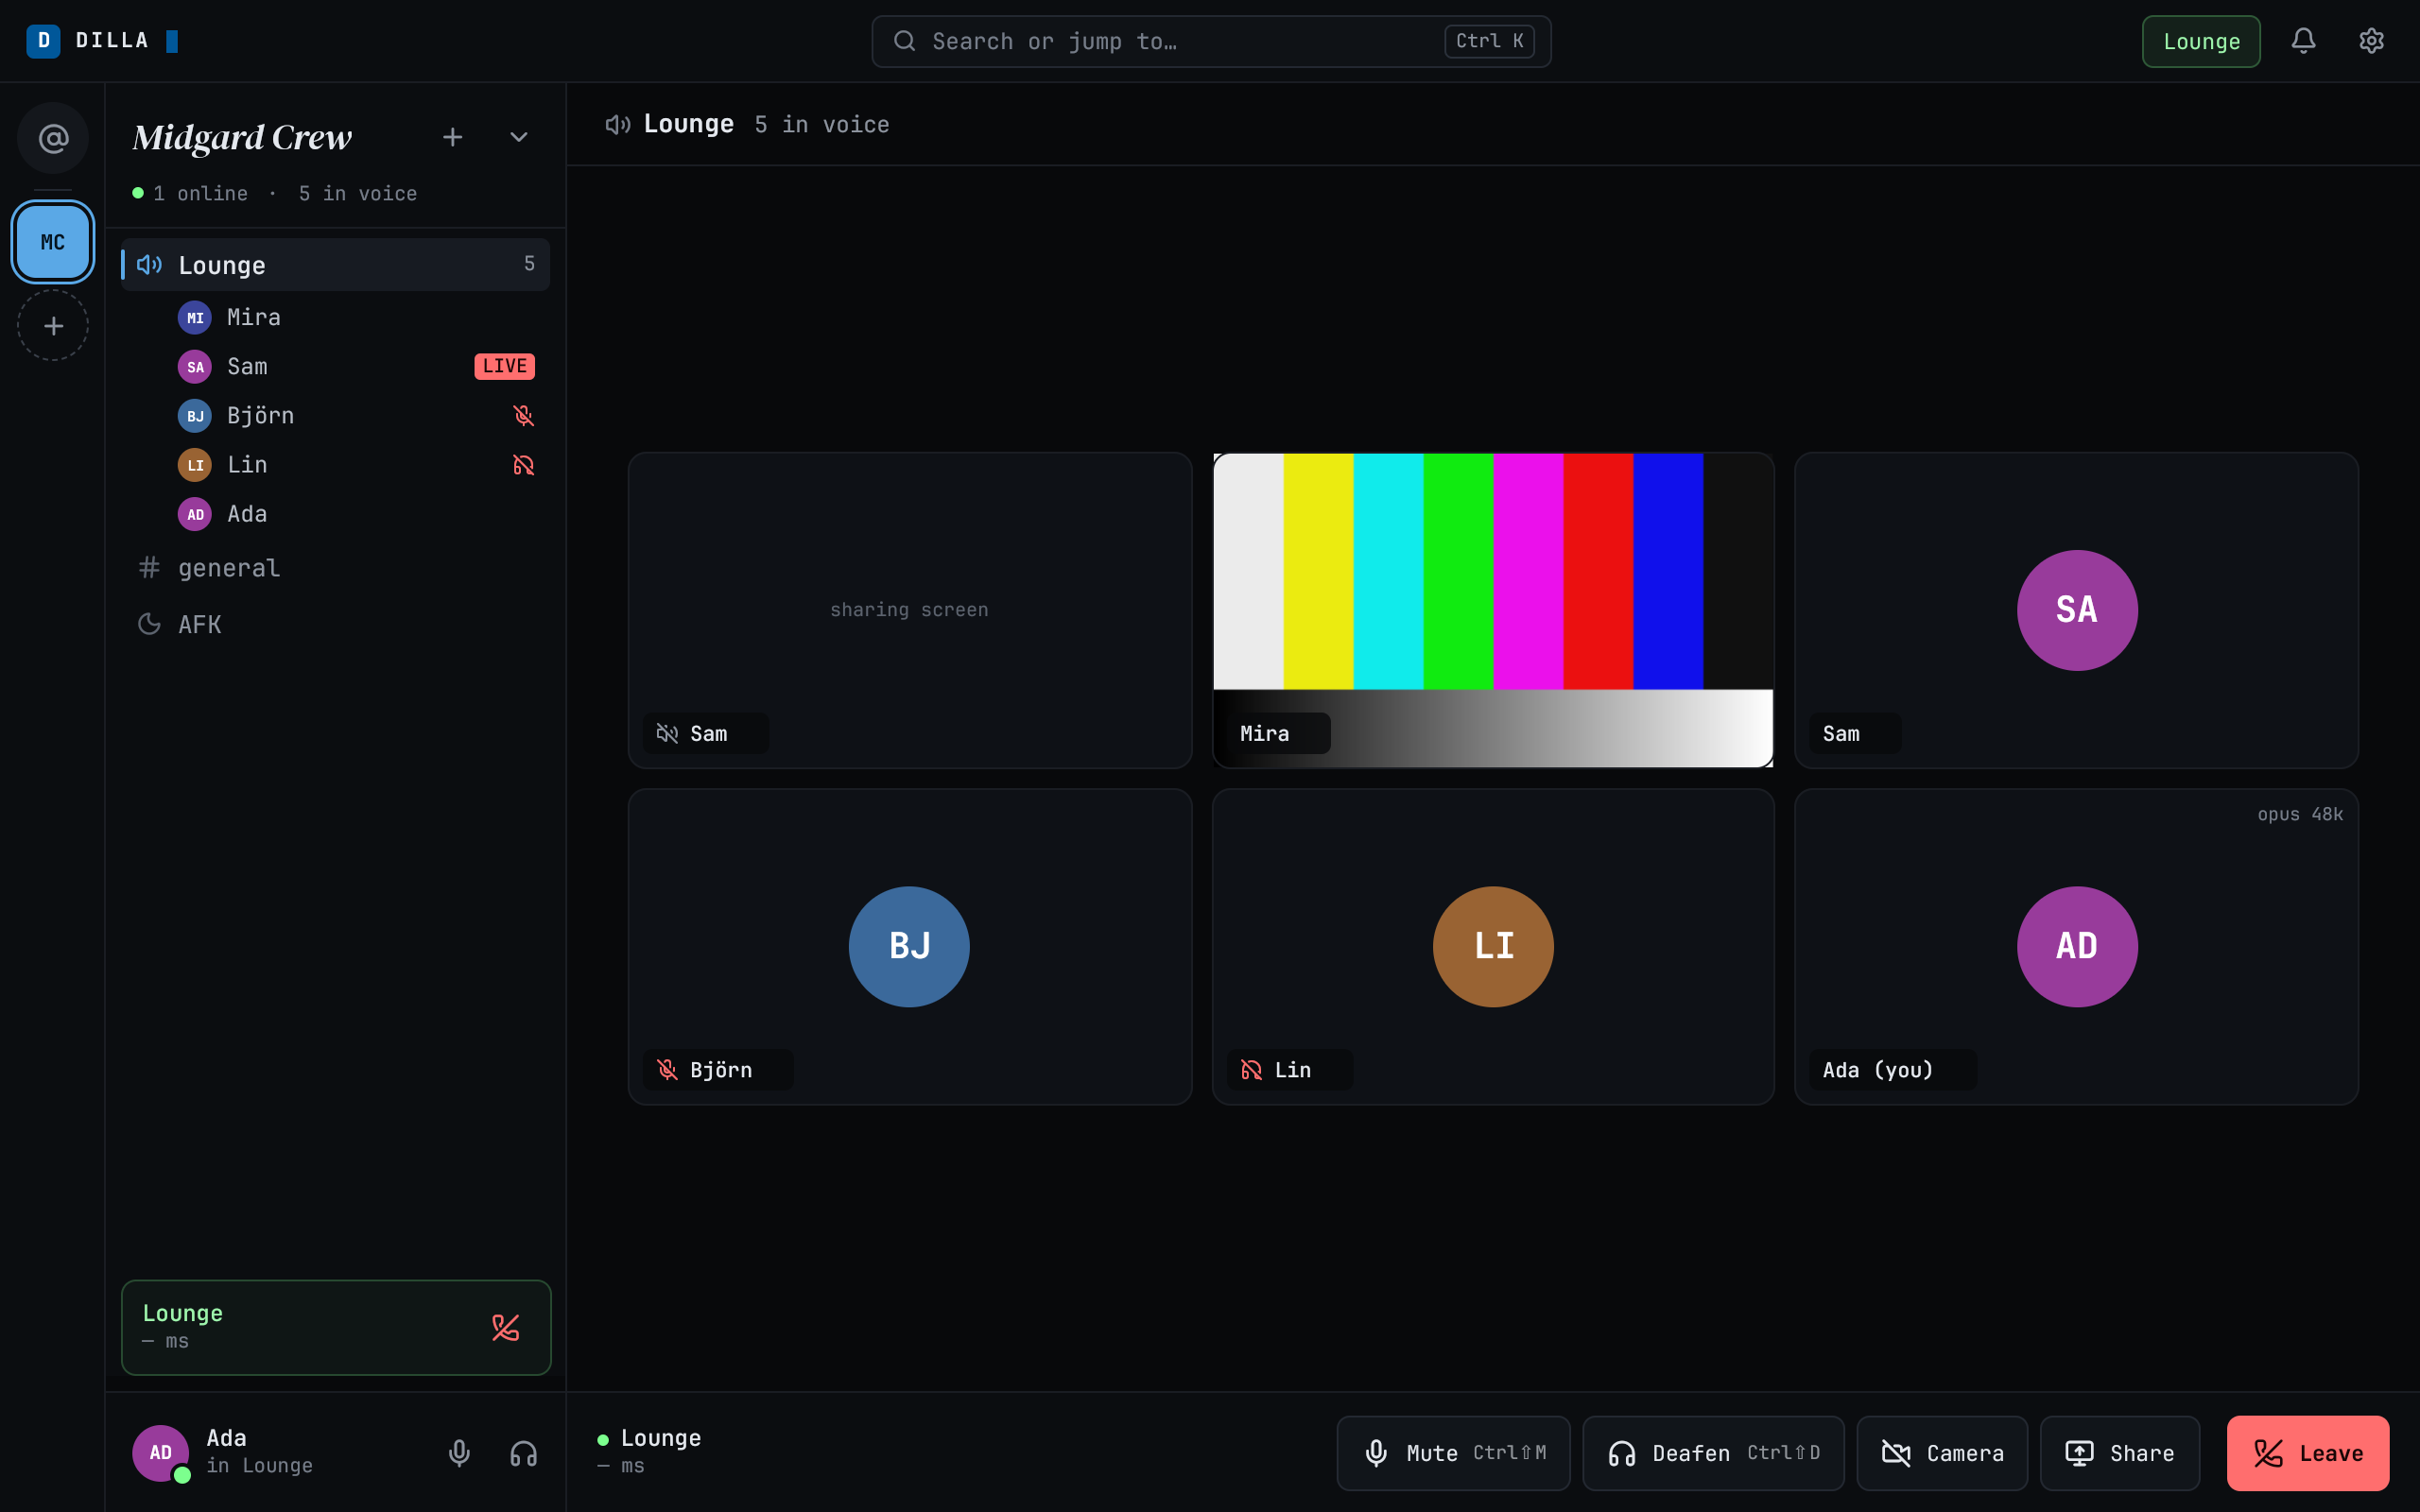 D DILLA
Search or jump to… Ctrl K
Lounge
@
Midgard Crew
1 online · 5 in voice
MC
Lounge 5
MI Mira
SA Sam LIVE
BJ Björn
LI Lin
AD Ada
# general
AFK
Lounge
— ms
AD Ada
in Lounge
Lounge 5 in voice
sharing screen
Sam
Mira
SA
Sam
BJ
Björn
LI
Lin
opus 48k
AD
Ada (you)
Lounge
— ms
Mute Ctrl⇧M
Deafen Ctrl⇧D
Camera
Share
Leave